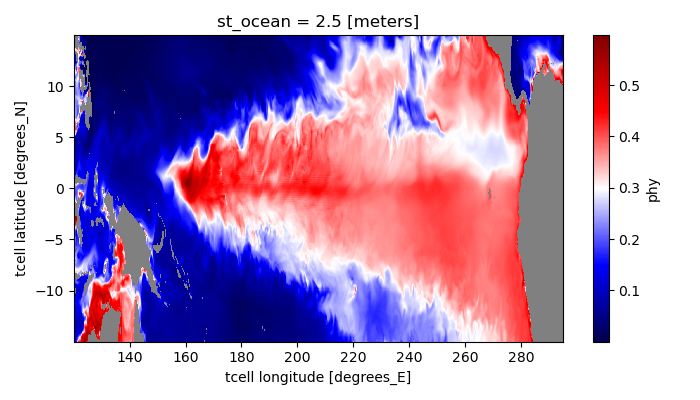 st_ocean = 2.5 [meters]
10
5
0
−5
−10
tcell latitude [degrees_N]
140 160 180 200 220 240 260 280
tcell longitude [degrees_E]
0.5
0.4
0.3
0.2
0.1
phy